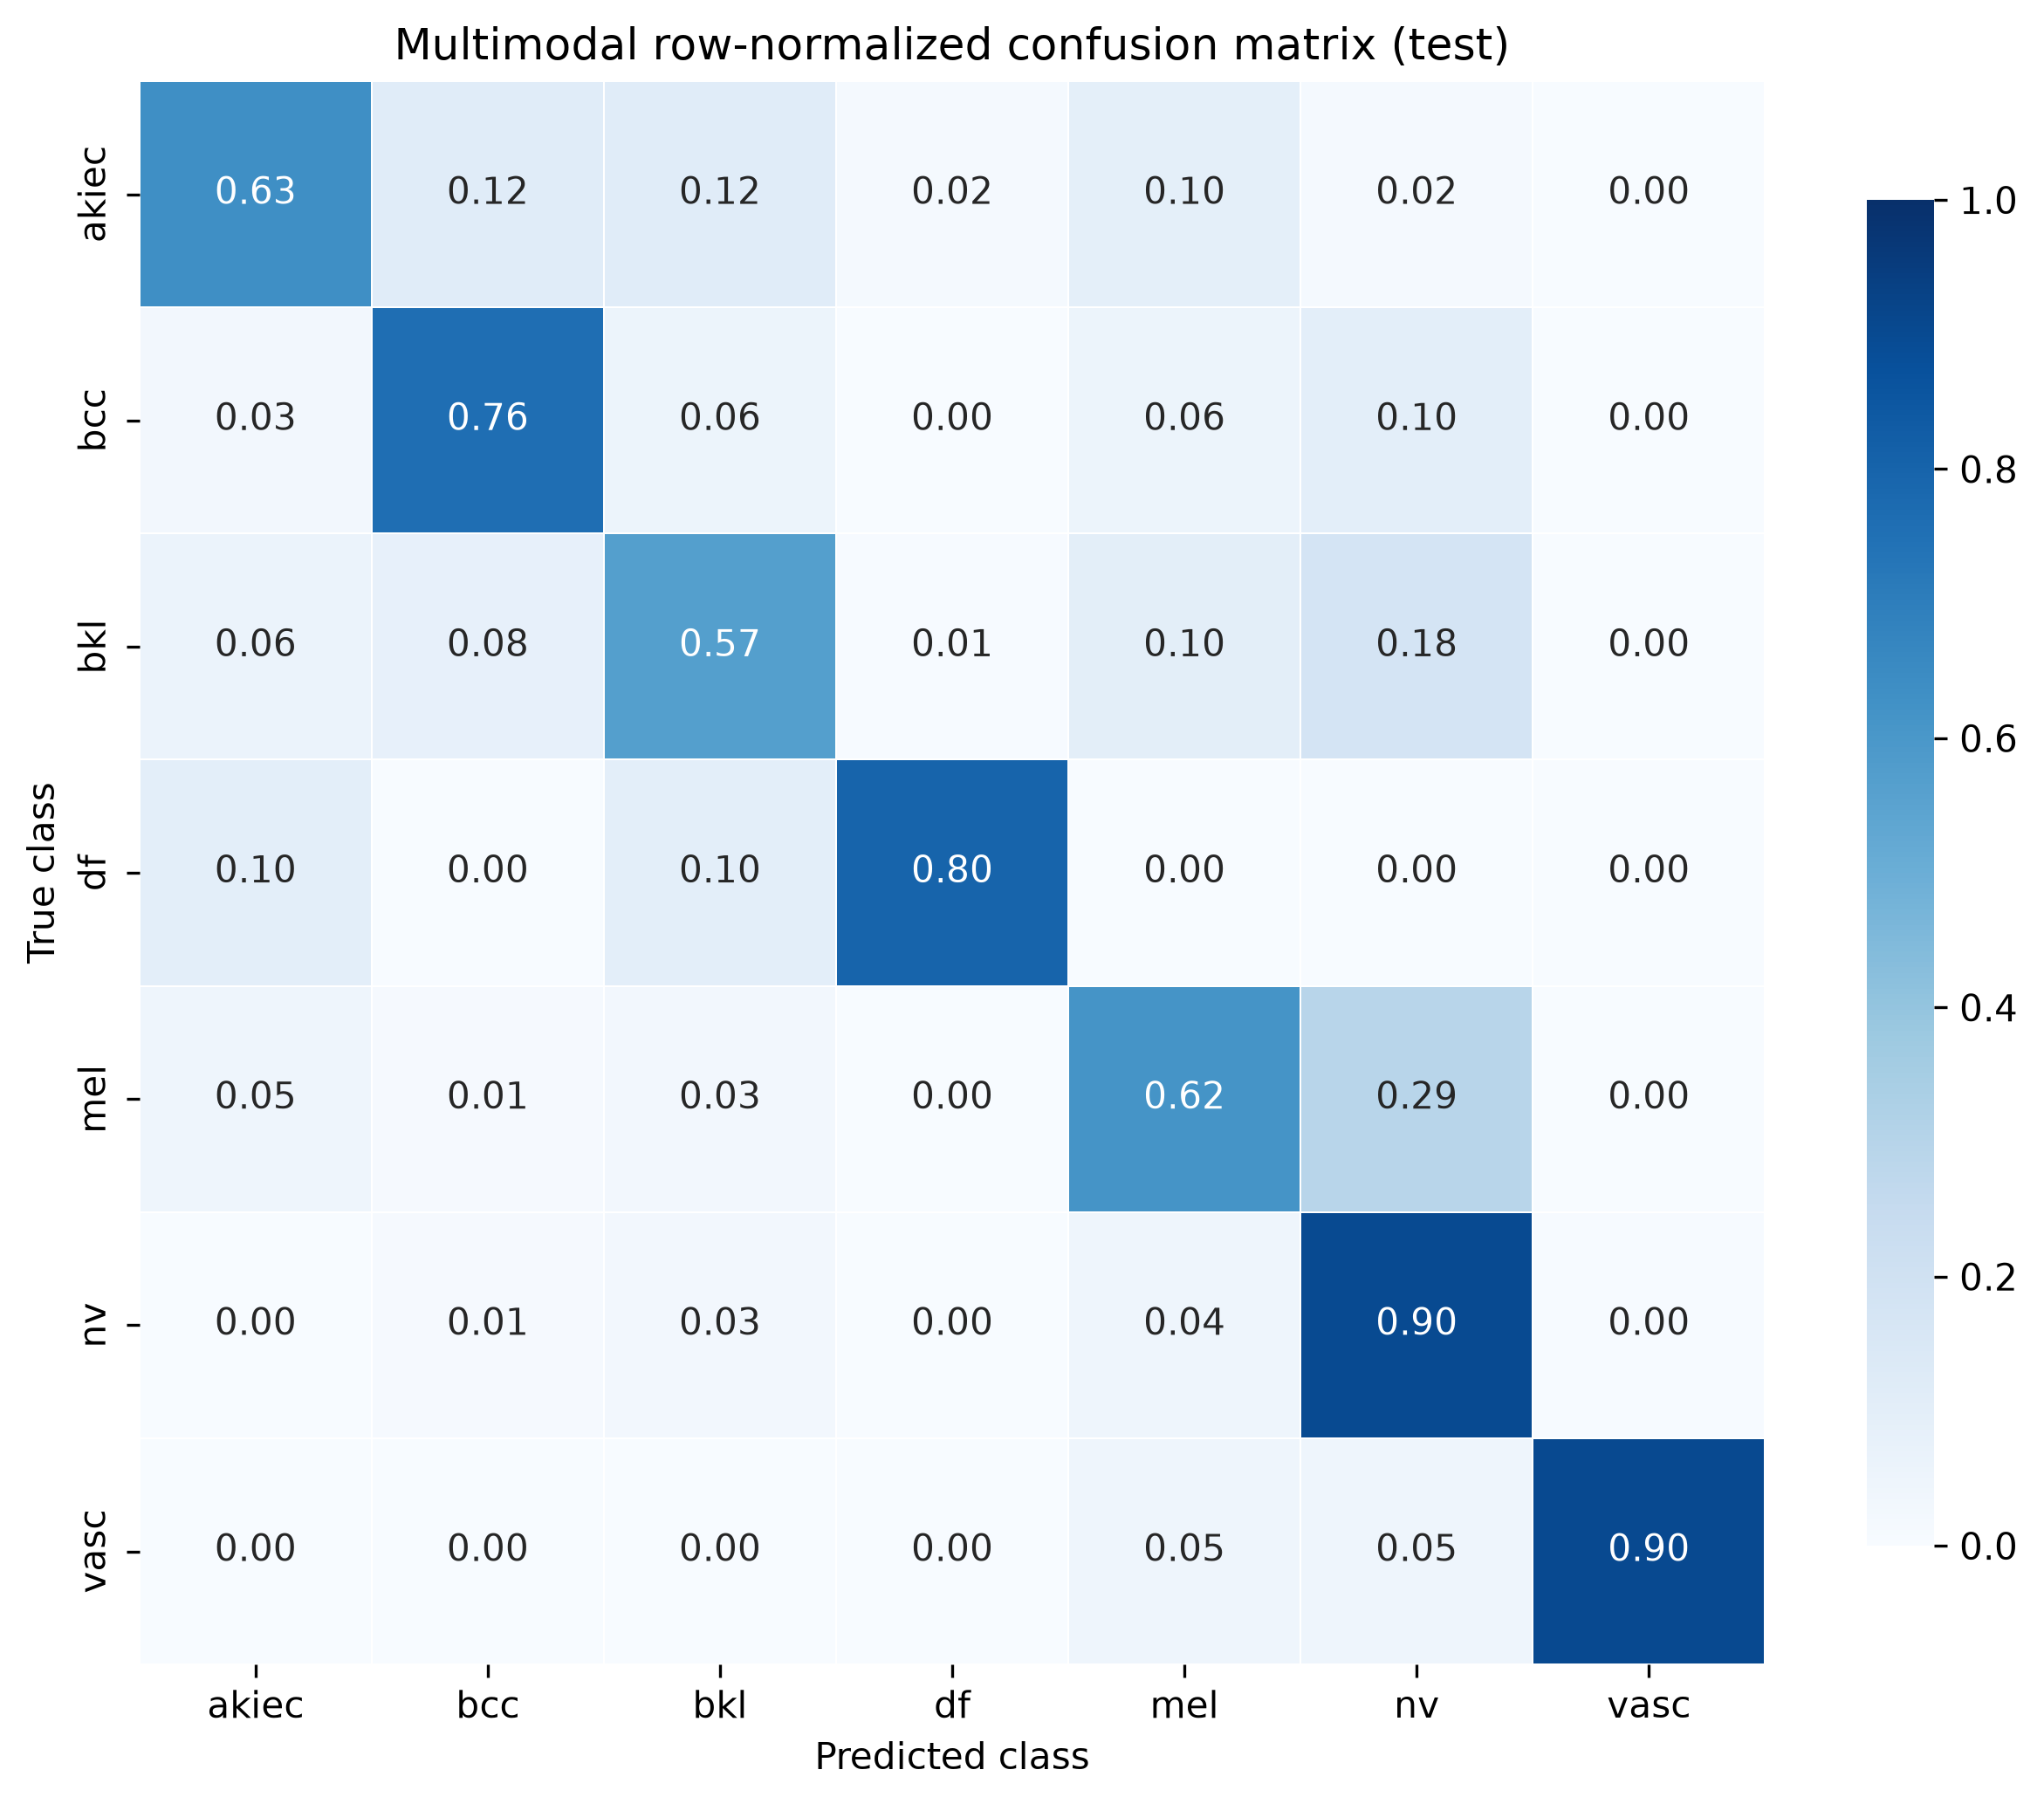 Multimodal row-normalized confusion matrix (test)
True class
akiec 0.63 0.12 0.12 0.02 0.10 0.02 0.00
bcc 0.03 0.76 0.06 0.00 0.06 0.10 0.00
bkl 0.06 0.08 0.57 0.01 0.10 0.18 0.00
df 0.10 0.00 0.10 0.80 0.00 0.00 0.00
mel 0.05 0.01 0.03 0.00 0.62 0.29 0.00
nv 0.00 0.01 0.03 0.00 0.04 0.90 0.00
vasc 0.00 0.00 0.00 0.00 0.05 0.05 0.90
akiec bcc bkl df mel nv vasc
Predicted class
1.0
0.8
0.6
0.4
0.2
0.0